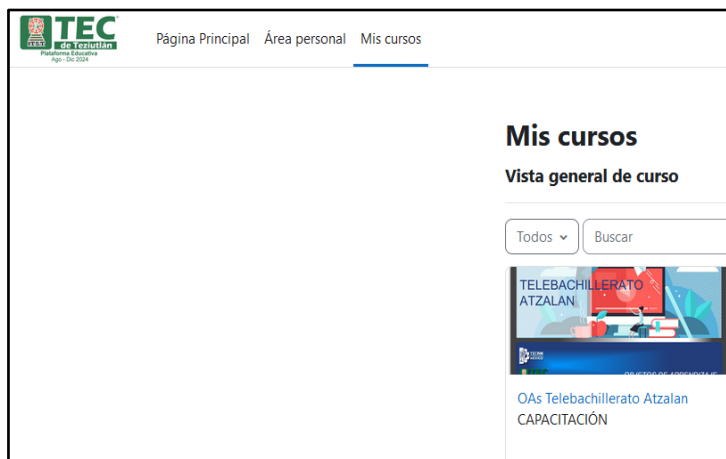 TEC
de Teziutlán
Plataforma Educativa
Ago - Dic 2024
Página Principal Área personal Mis cursos
Mis cursos
Vista general de curso
Todos Buscar
TELEBACHILLERATO
ATZALAN
OAs Telebachillerato Atzalan
CAPACITACIÓN